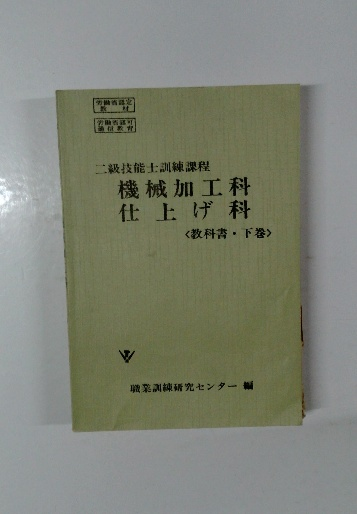 労働省認定
教材
労働省認可
通信教育
二級技能士訓練課程
機械加工科
仕上げ科
〈教科書・下巻〉
職業訓練研究センター 編